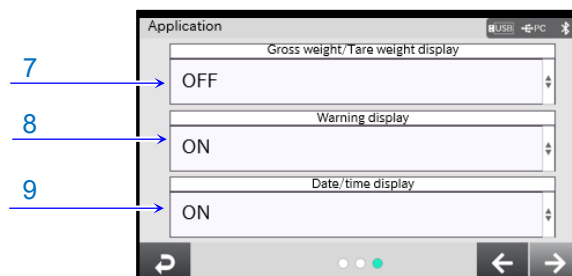 Application
USB PC
Gross weight/Tare weight display
7
OFF
8
Warning display
ON
9
Date/time display
ON